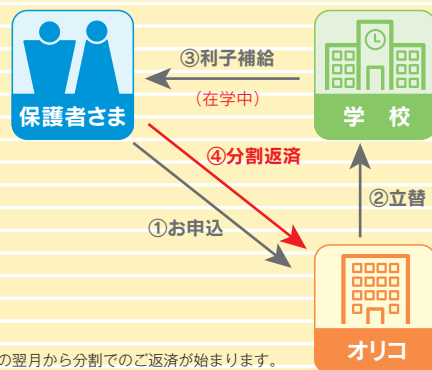 ③利子補給
(在学中)
保護者さま
学 校
④分割返済
②立替
①お申込
オリコ
の翌月から分割でのご返済が始まります。